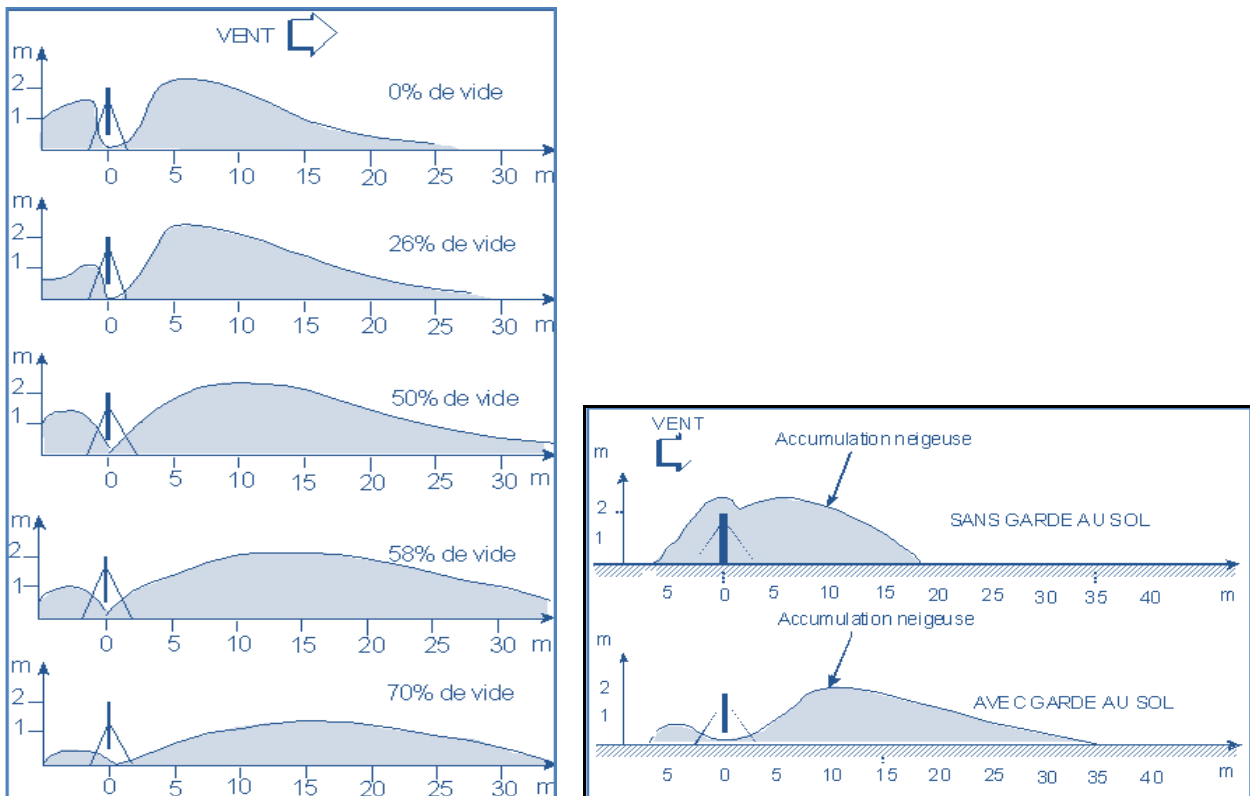 VENT
m
2
1
0% de vide
0 5 10 15 20 25 30 m
m
2
1
26% de vide
0 5 10 15 20 25 30 m
m
2
1
50% de vide
0 5 10 15 20 25 30 m
m
2
1
58% de vide
0 5 10 15 20 25 30 m
m
2
1
70% de vide
0 5 10 15 20 25 30 m
VENT
Accumulation neigeuse
m
2
SANS GARDE AU SOL
1
5 0 5 10 15 20 25 30 35 40 m
Accumulation neigeuse
m
2
AVEC GARDE AU SOL
1
5 0 5 10 15 20 25 30 35 40 m